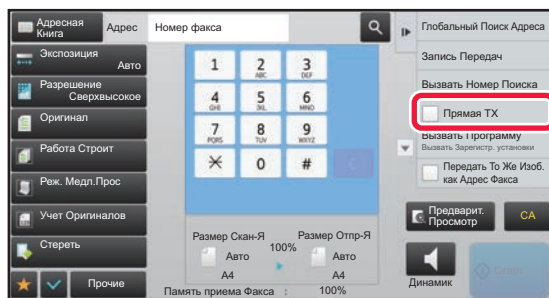 Адресная
Книга
Адрес
Номер факса
Экспозиция
Авто
Разрешение
Сверхвысокое
Оригинал
Работа Строит
Реж. Медл.Прос
Учет Оригиналов
Стереть
Прочие
1
2
ABC
3
DEF
4
GHI
5
JKL
6
MNO
7
PQRS
8
TUV
9
WXYZ
0
#
C
Размер Скан-Я
Авто
A4
100%
Размер Отпр-Я
Авто
A4
Память приема Факса : 100%
Глобальный Поиск Адреса
Запись Передач
Вызвать Номер Поиска
Прямая TX
Вызвать Программу
Вызвать Зарегистр. установки
Передать То Же Изоб.
как Адрес Факса
Предварит.
Просмотр
CA
Динамик
Старт